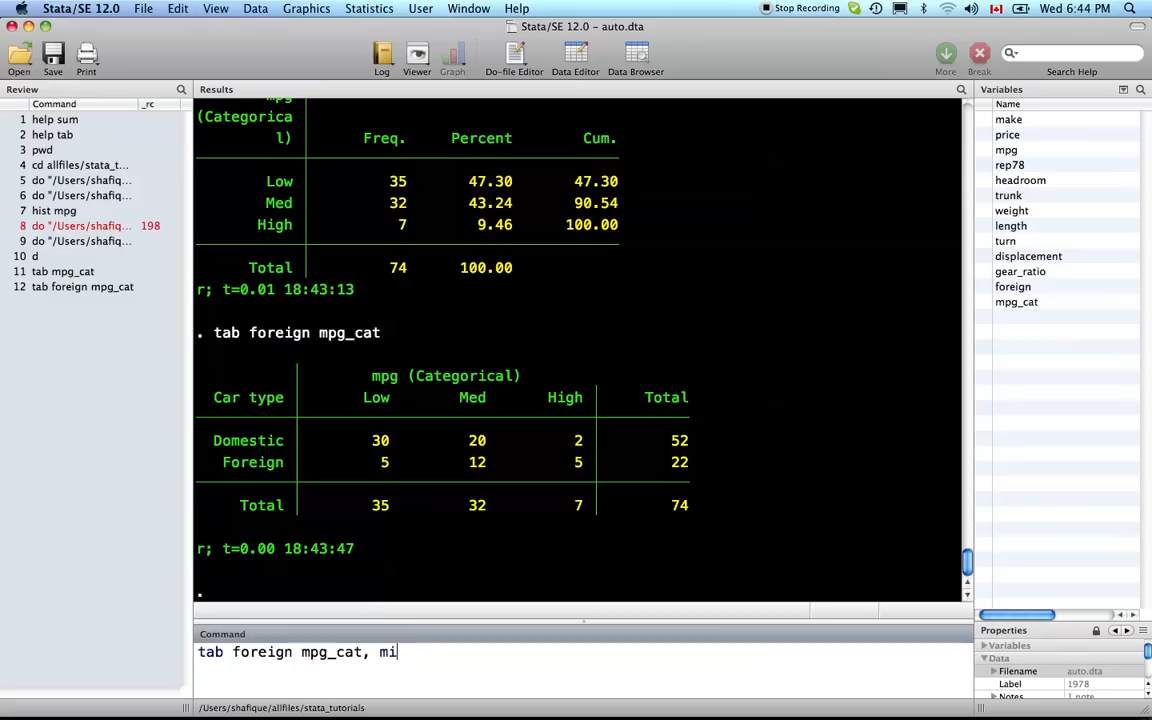 Stata/SE 12.0 File Edit View Data Graphics Statistics User Window Help Stop Recording Wed 6:44 PM
Stata/SE 12.0 - auto.dta
Open Save Print Log Viewer Graph Do-file Editor Data Editor Data Browser More Break Search Help
Review
Command _rc
1 help sum
2 help tab
3 pwd
4 cd allfiles/stata_t...
5 do "/Users/shafiq...
6 do "/Users/shafiq...
7 hist mpg
8 do "/Users/shafiq... 198
9 do "/Users/shafiq...
10 d
11 tab mpg_cat
12 tab foreign mpg_cat
Results
mpg
(Categorica
l) Freq. Percent Cum.
Low 35 47.30 47.30
Med 32 43.24 90.54
High 7 9.46 100.00
Total 74 100.00
r; t=0.01 18:43:13
. tab foreign mpg_cat
mpg (Categorical)
Car type Low Med High Total
Domestic 30 20 2 52
Foreign 5 12 5 22
Total 35 32 7 74
r; t=0.00 18:43:47
.
Command
tab foreign mpg_cat, mi
/Users/shafique/allfiles/stata_tutorials
Variables
Name
make
price
mpg
rep78
headroom
trunk
weight
length
turn
displacement
gear_ratio
foreign
mpg_cat
Properties
Variables
Data
Filename auto.dta
Label 1978
Notes 1 note